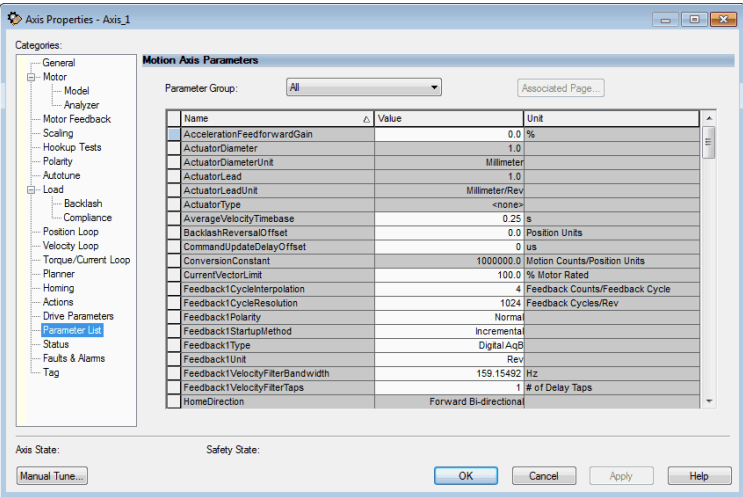 Axis Properties - Axis_1
Categories:
General
Motor
Model
Analyzer
Motor Feedback
Scaling
Hookup Tests
Polarity
Autotune
Load
Backlash
Compliance
Position Loop
Velocity Loop
Torque/Current Loop
Planner
Homing
Actions
Drive Parameters
Parameter List
Status
Faults & Alarms
Tag
Motion Axis Parameters
Parameter Group: All Associated Page...
Name Value Unit
AccelerationFeedforwardGain 0.0 %
ActuatorDiameter 1.0
ActuatorDiameterUnit Millimeter
ActuatorLead 1.0
ActuatorLeadUnit Millimeter/Rev
ActuatorType <none>
AverageVelocityTimebase 0.25 s
BacklashReversalOffset 0.0 Position Units
CommandUpdateDelayOffset 0 us
ConversionConstant 1000000.0 Motion Counts/Position Units
CurrentVectorLimit 100.0 % Motor Rated
Feedback1CycleInterpolation 4 Feedback Counts/Feedback Cycle
Feedback1CycleResolution 1024 Feedback Cycles/Rev
Feedback1Polarity Normal
Feedback1StartupMethod Incremental
Feedback1Type Digital AqB
Feedback1Unit Rev
Feedback1VelocityFilterBandwidth 159.15492 Hz
Feedback1VelocityFilterTaps 1 # of Delay Taps
HomeDirection Forward Bi-directional
Axis State: Safety State:
Manual Tune... OK Cancel Apply Help